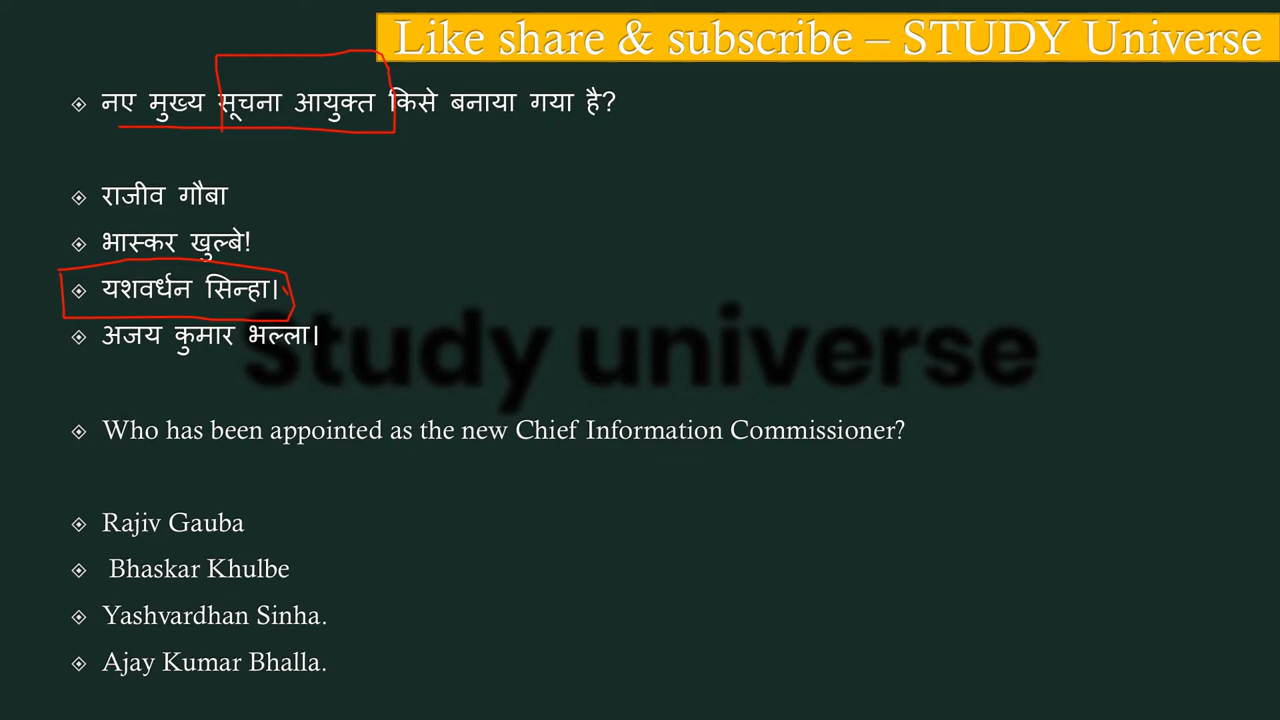 Like share & subscribe – STUDY Universe
नए मुख्य सूचना आयुक्त किसे बनाया गया है?
राजीव गौबा
भास्कर खुल्बे!
यशवर्धन सिन्हा।
अजय कुमार भल्ला।
Study universe
Who has been appointed as the new Chief Information Commissioner?
Rajiv Gauba
Bhaskar Khulbe
Yashvardhan Sinha.
Ajay Kumar Bhalla.